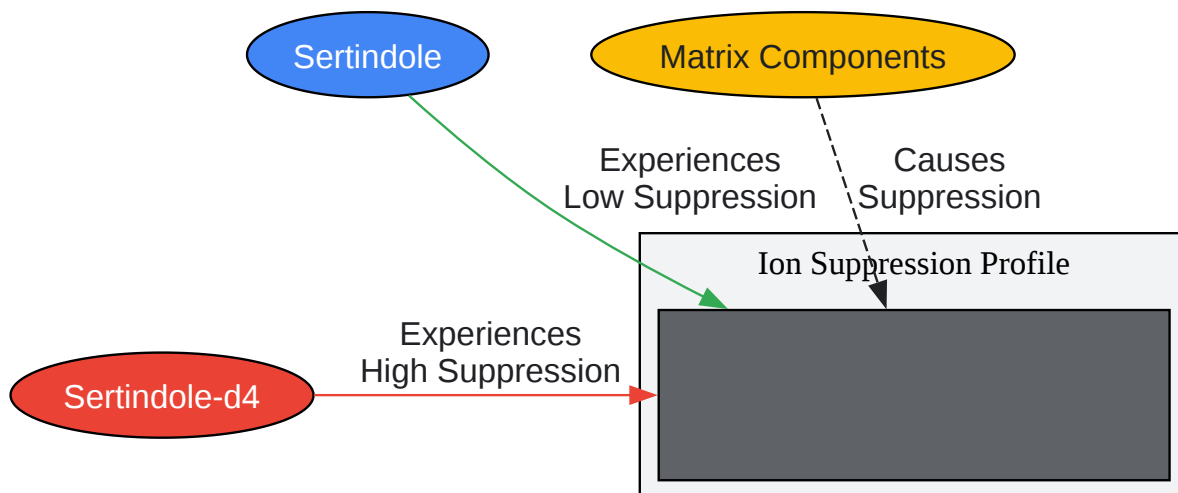 Sertindole
Matrix Components
Experiences
Low Suppression
Causes
Suppression
Ion Suppression Profile
Experiences
High Suppression
Sertindole-d4